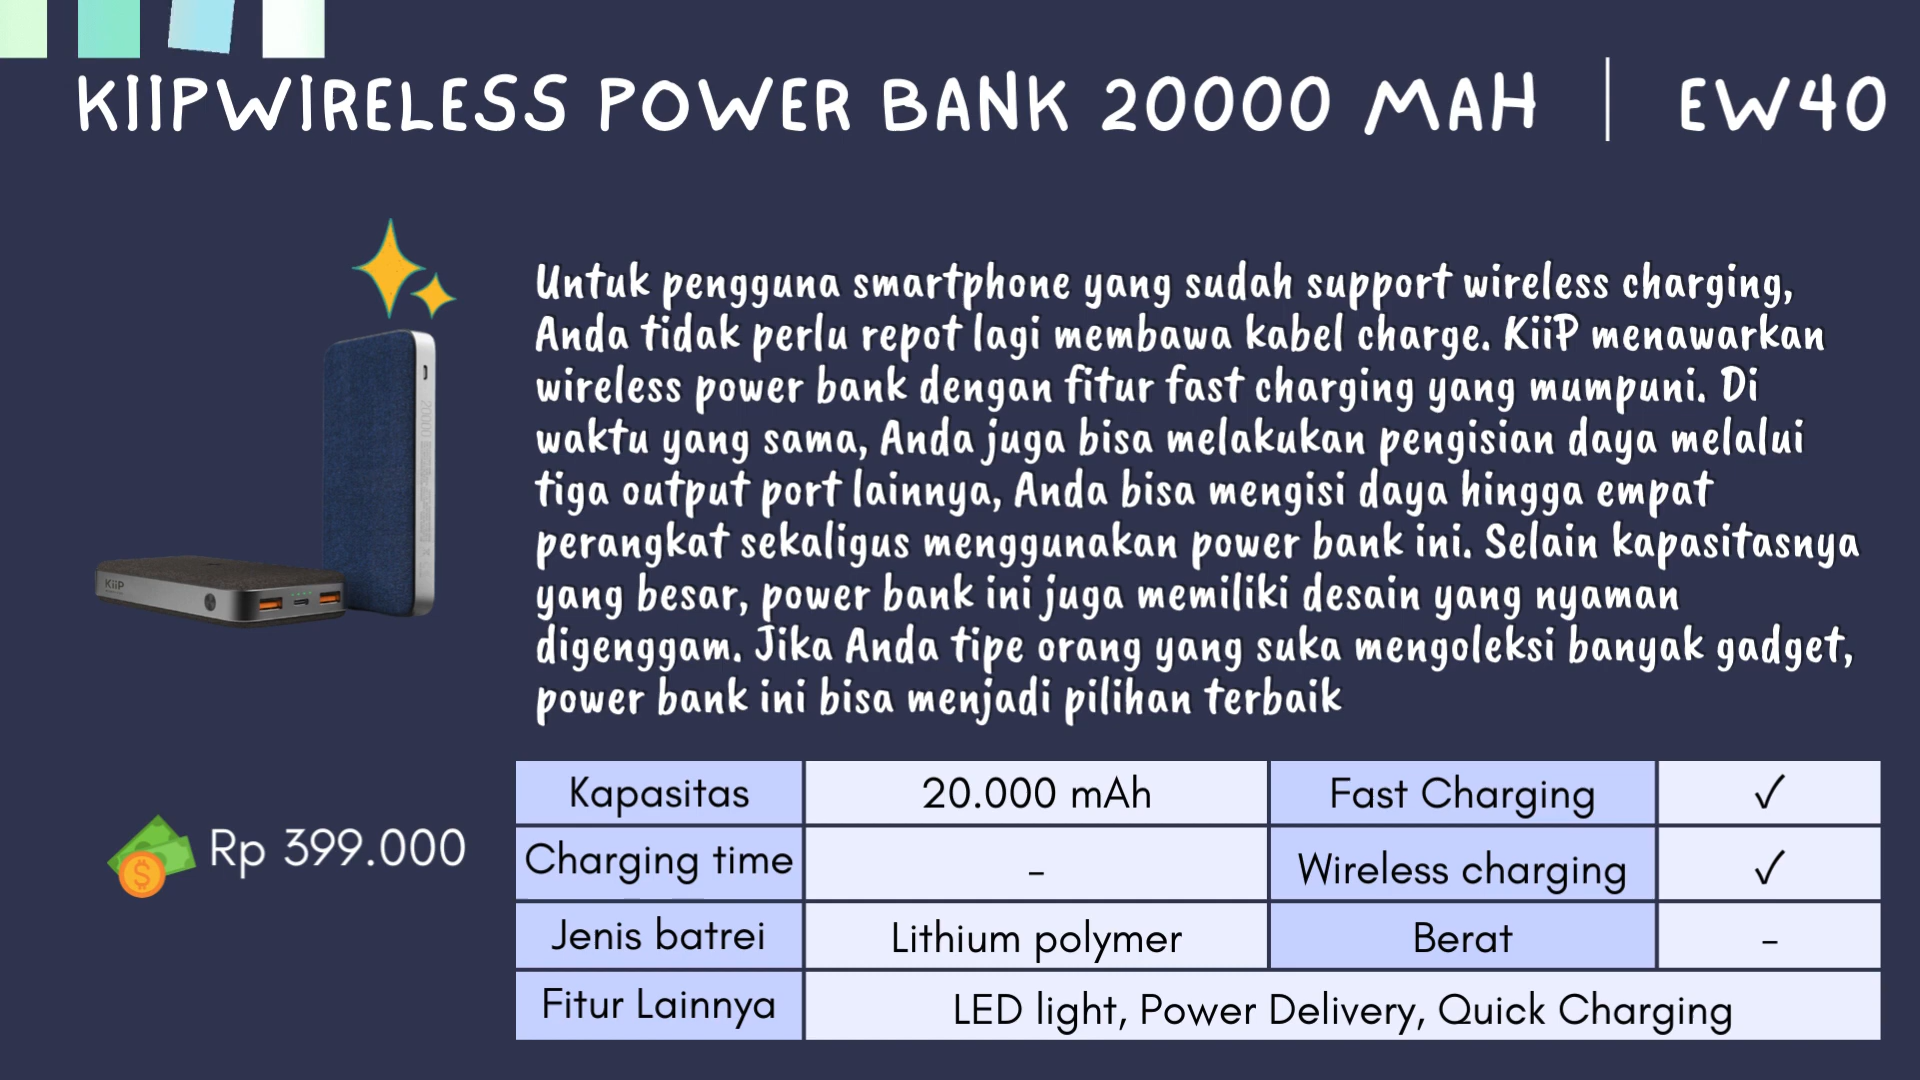 KIIPWIRELESS POWER BANK 20000 MAH | EW40
Untuk pengguna smartphone yang sudah support wireless charging,
Anda tidak perlu repot lagi membawa kabel charge. KiiP menawarkan
wireless power bank dengan fitur fast charging yang mumpuni. Di
waktu yang sama, Anda juga bisa melakukan pengisian daya melalui
tiga output port lainnya, Anda bisa mengisi daya hingga empat
perangkat sekaligus menggunakan power bank ini. Selain kapasitasnya
yang besar, power bank ini juga memiliki desain yang nyaman
digenggam. Jika Anda tipe orang yang suka mengoleksi banyak gadget,
power bank ini bisa menjadi pilihan terbaik
KiiP
20000
Rp 399.000
Kapasitas 20.000 mAh Fast Charging ✓
Charging time - Wireless charging ✓
Jenis batrei Lithium polymer Berat -
Fitur Lainnya LED light, Power Delivery, Quick Charging